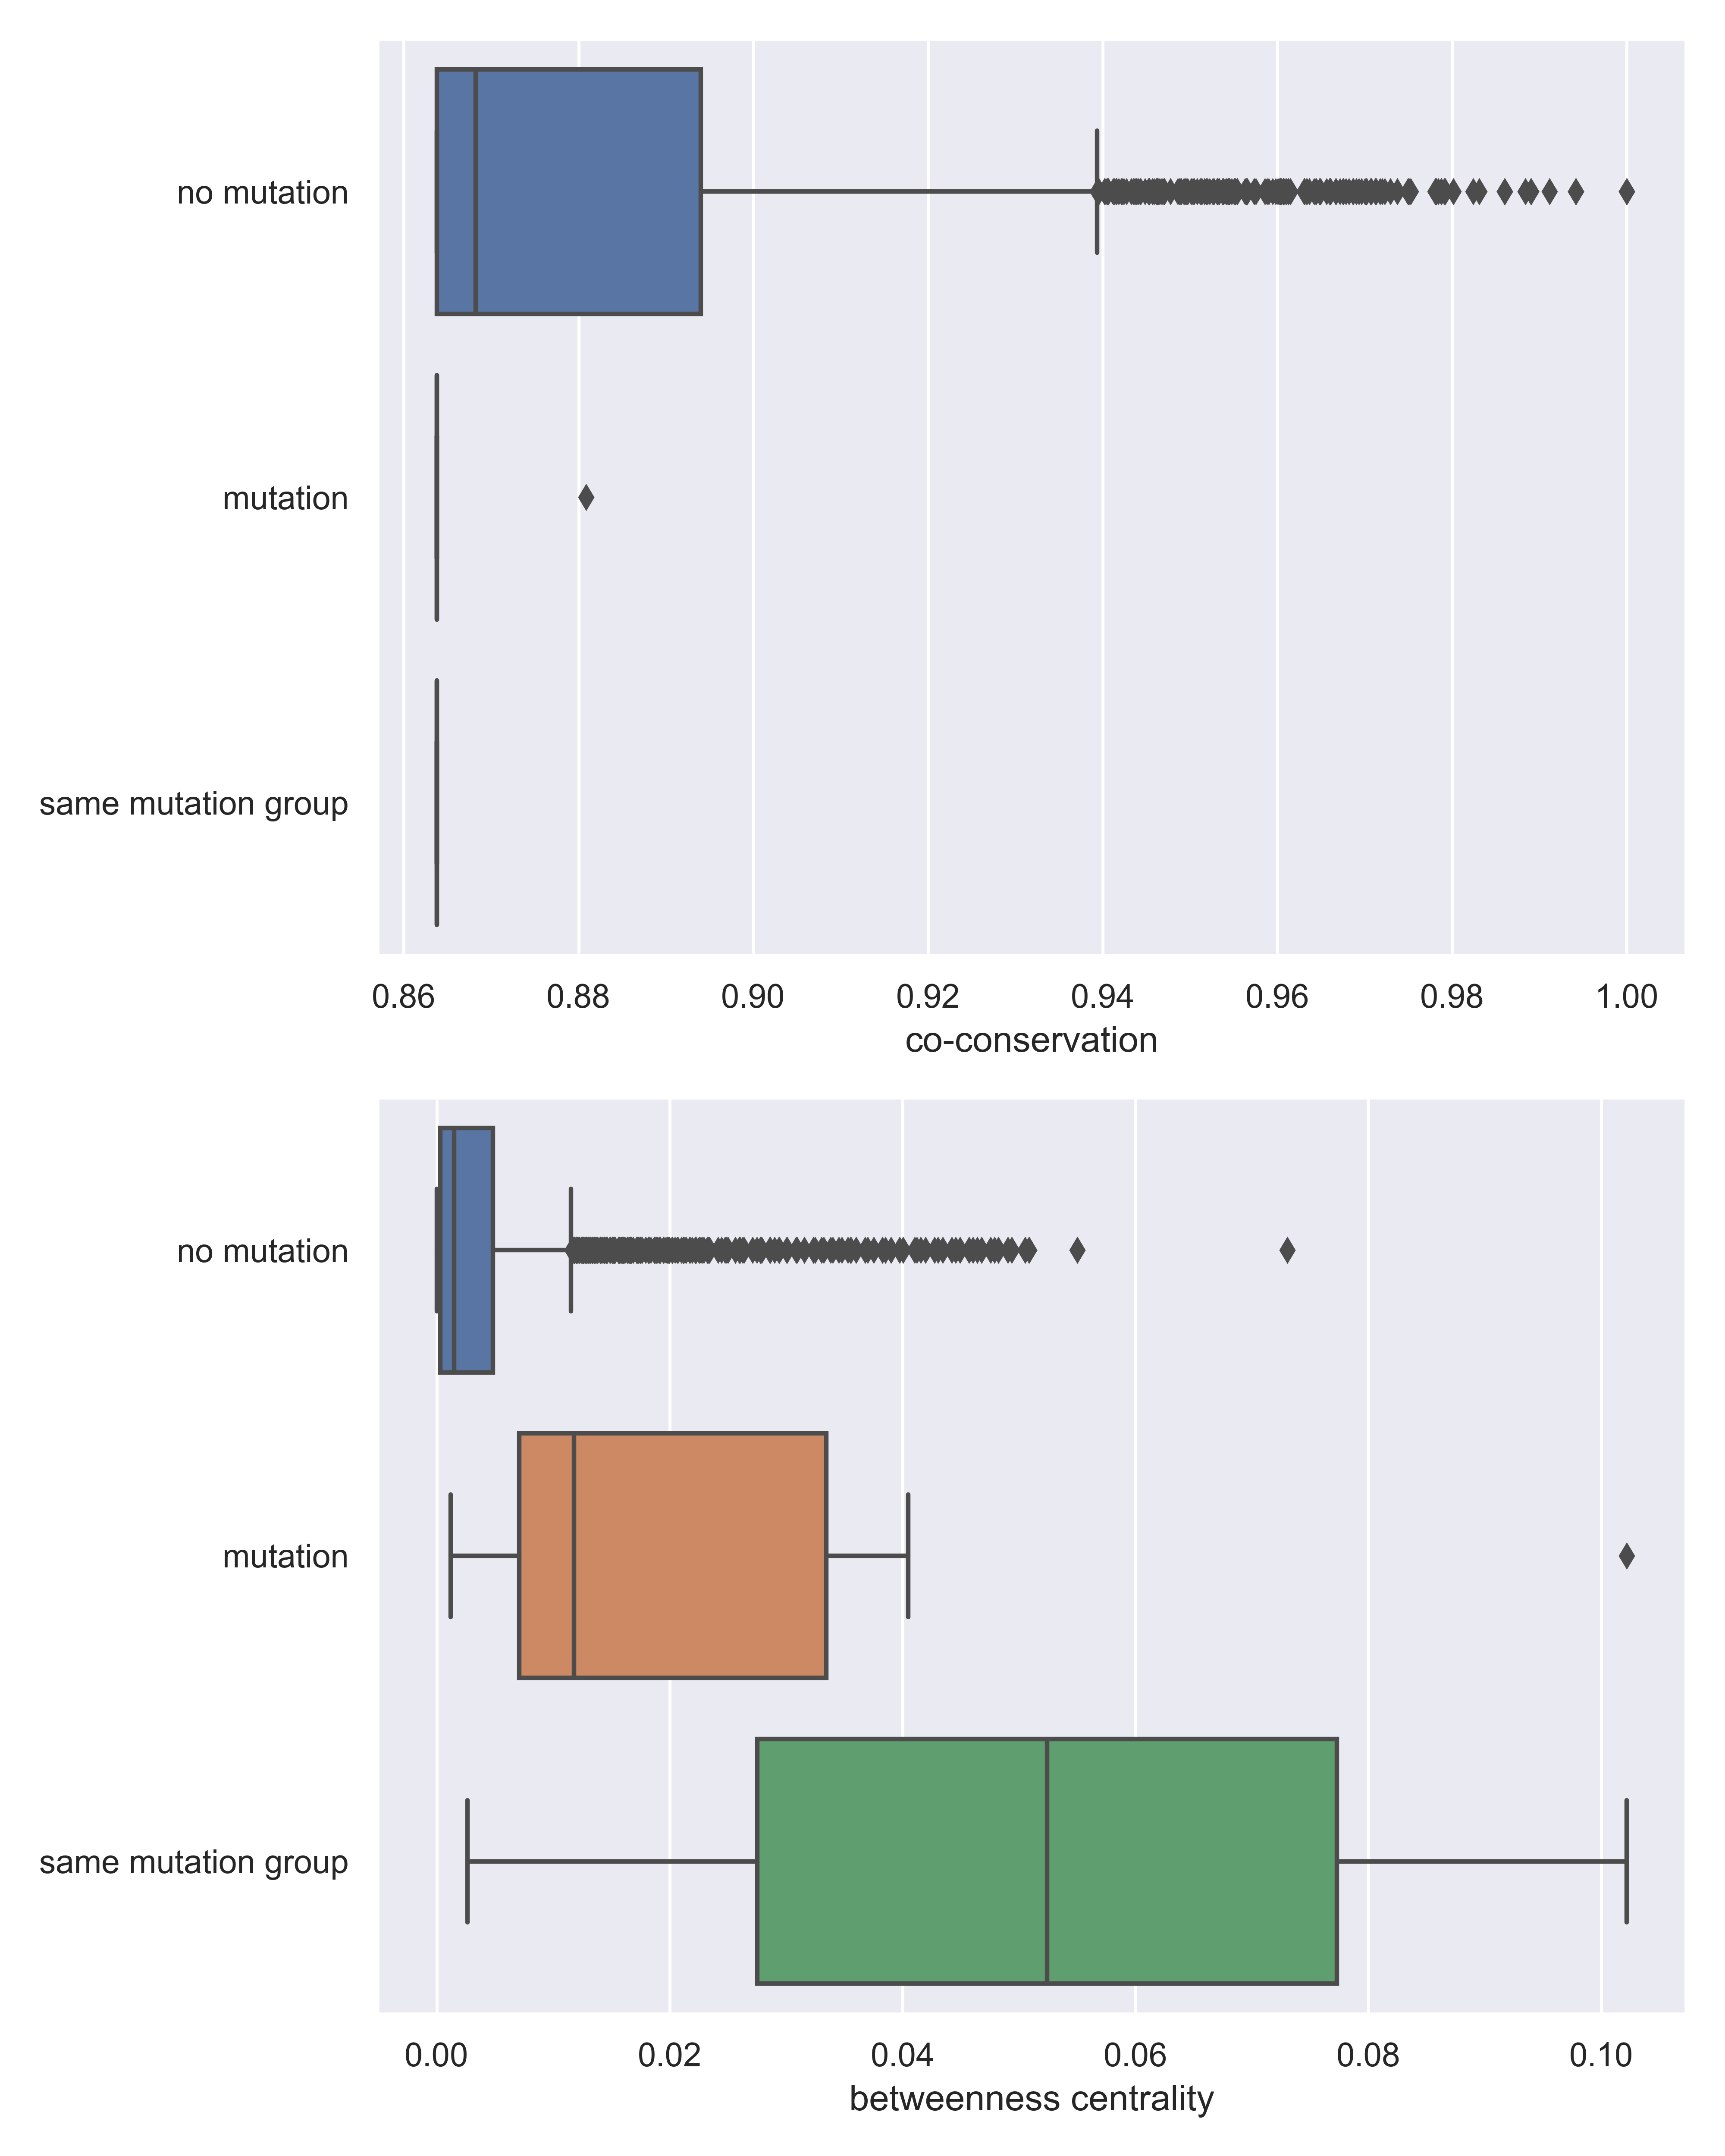 no mutation
mutation
same mutation group
0.86 0.88 0.90 0.92 0.94 0.96 0.98 1.00
co-conservation
no mutation
mutation
same mutation group
0.00 0.02 0.04 0.06 0.08 0.10
betweenness centrality